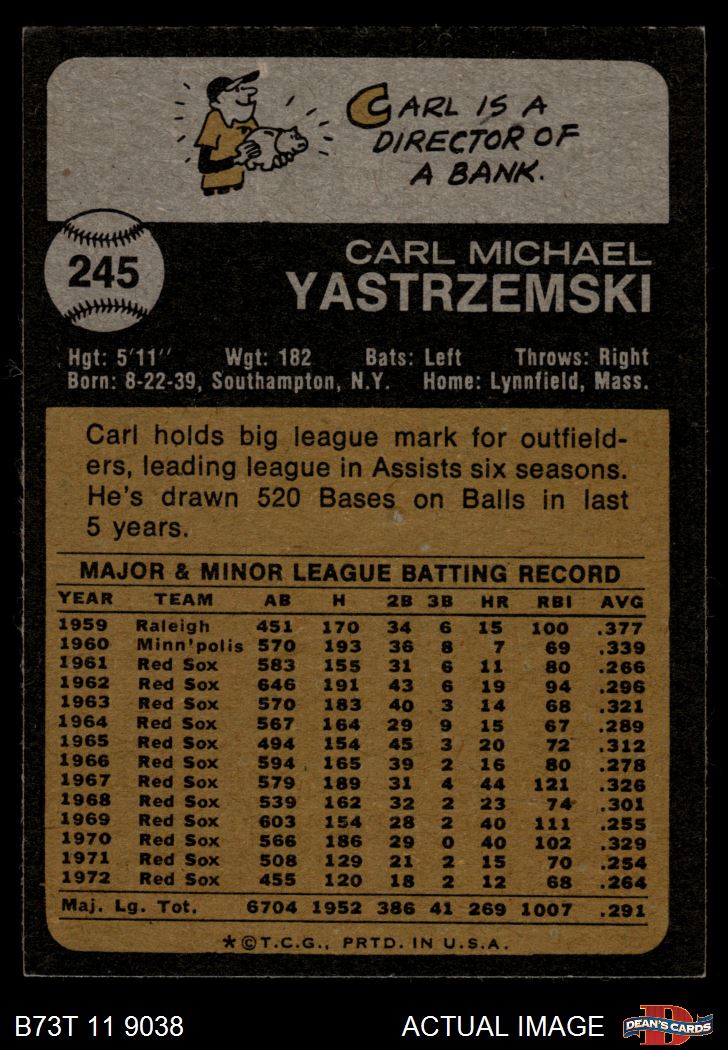 CARL IS A
DIRECTOR OF
A BANK.
245
CARL MICHAEL
YASTRZEMSKI
Hgt: 5'11" Wgt: 182 Bats: Left Throws: Right
Born: 8-22-39, Southampton, N.Y. Home: Lynnfield, Mass.
Carl holds big league mark for outfield-
ers, leading league in Assists six seasons.
He's drawn 520 Bases on Balls in last
5 years.
MAJOR & MINOR LEAGUE BATTING RECORD
YEAR TEAM AB H 2B 3B HR RBI AVG
1959 Raleigh 451 170 34 6 15 100 .377
1960 Minn'polis 570 193 36 8 7 69 .339
1961 Red Sox 583 155 31 6 11 80 .266
1962 Red Sox 646 191 43 6 19 94 .296
1963 Red Sox 570 183 40 3 14 68 .321
1964 Red Sox 567 164 29 9 15 67 .289
1965 Red Sox 494 154 45 3 20 72 .312
1966 Red Sox 594 165 39 2 16 80 .278
1967 Red Sox 579 189 31 4 44 121 .326
1968 Red Sox 539 162 32 2 23 74 .301
1969 Red Sox 603 154 28 2 40 111 .255
1970 Red Sox 566 186 29 0 40 102 .329
1971 Red Sox 508 129 21 2 15 70 .254
1972 Red Sox 455 120 18 2 12 68 .264
Maj. Lg. Tot. 6704 1952 386 41 269 1007 .291
*©T.C.G., PRTD. IN U.S.A.
B73T 11 9038 ACTUAL IMAGE
D
DEAN'S CARDS